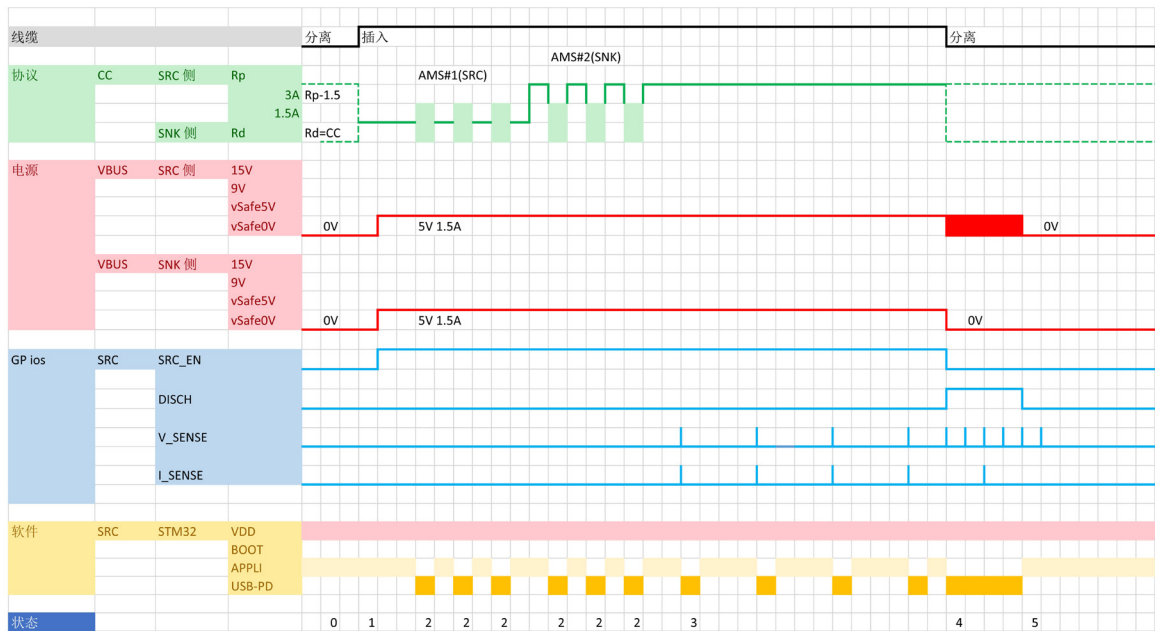 线缆 分离 插入 分离
AMS#1(SRC) AMS#2(SNK)
协议 CC SRC 侧 Rp
3A Rp-1.5
1.5A
SNK 侧 Rd Rd=CC
电源 VBUS SRC 侧 15V
9V
vSafe5V
vSafe0V 0V 5V 1.5A 0V
VBUS SNK 侧 15V
9V
vSafe5V
vSafe0V 0V 5V 1.5A 0V
GP ios SRC SRC_EN
DISCH
V_SENSE
I_SENSE
软件 SRC STM32 VDD
BOOT
APPLI
USB-PD
状态 0 1 2 2 2 2 2 2 3 4 5